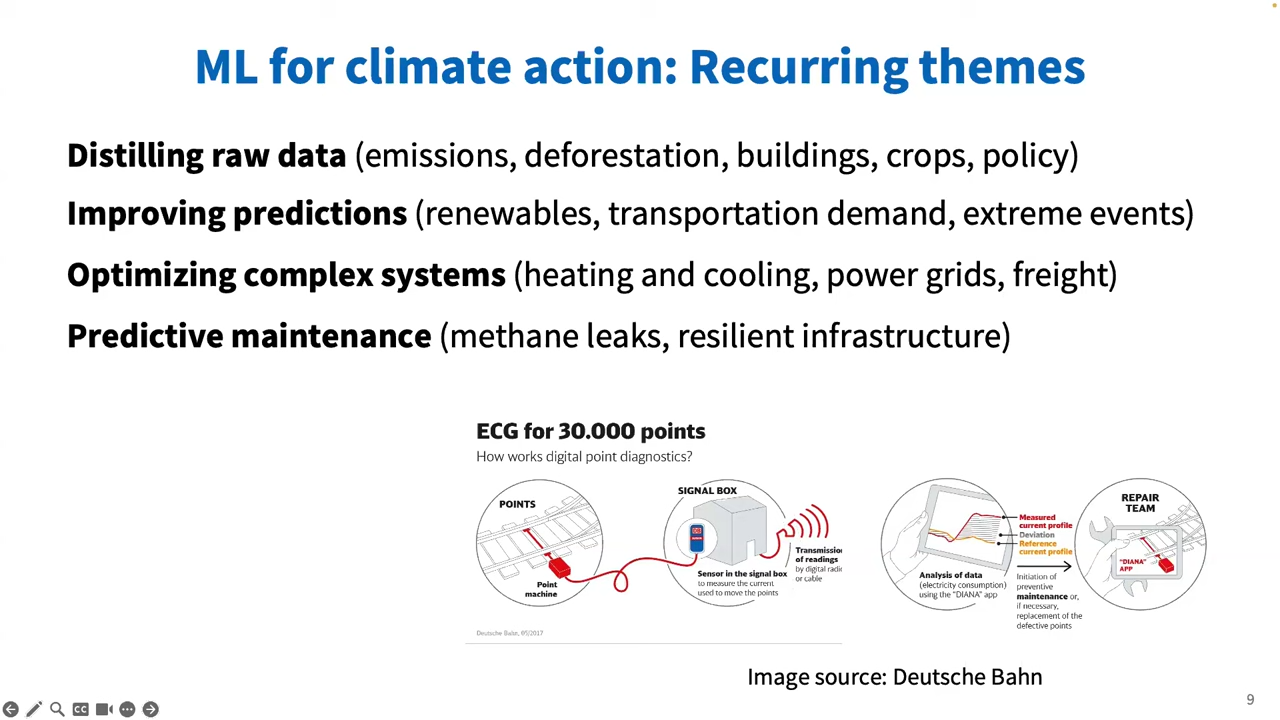 ML for climate action: Recurring themes
Distilling raw data (emissions, deforestation, buildings, crops, policy)
Improving predictions (renewables, transportation demand, extreme events)
Optimizing complex systems (heating and cooling, power grids, freight)
Predictive maintenance (methane leaks, resilient infrastructure)
ECG for 30.000 points
How works digital point diagnostics?
POINTS
Point
machine
SIGNAL BOX
Sensor in the signal box
to measure the current
used to move the points
Transmissio
of readings
by digital radi
or cable
Analysis of data
(electricity consumption)
using the "DIANA" app
Measured
current profile
Deviation
Reference
current profile
Initiation of
preventive
maintenance or,
if necessary,
replacement of the
defective points
REPAIR
TEAM
"DIANA"
APP
Deutsche Bahn, 05/2017
Image source: Deutsche Bahn
CC
9